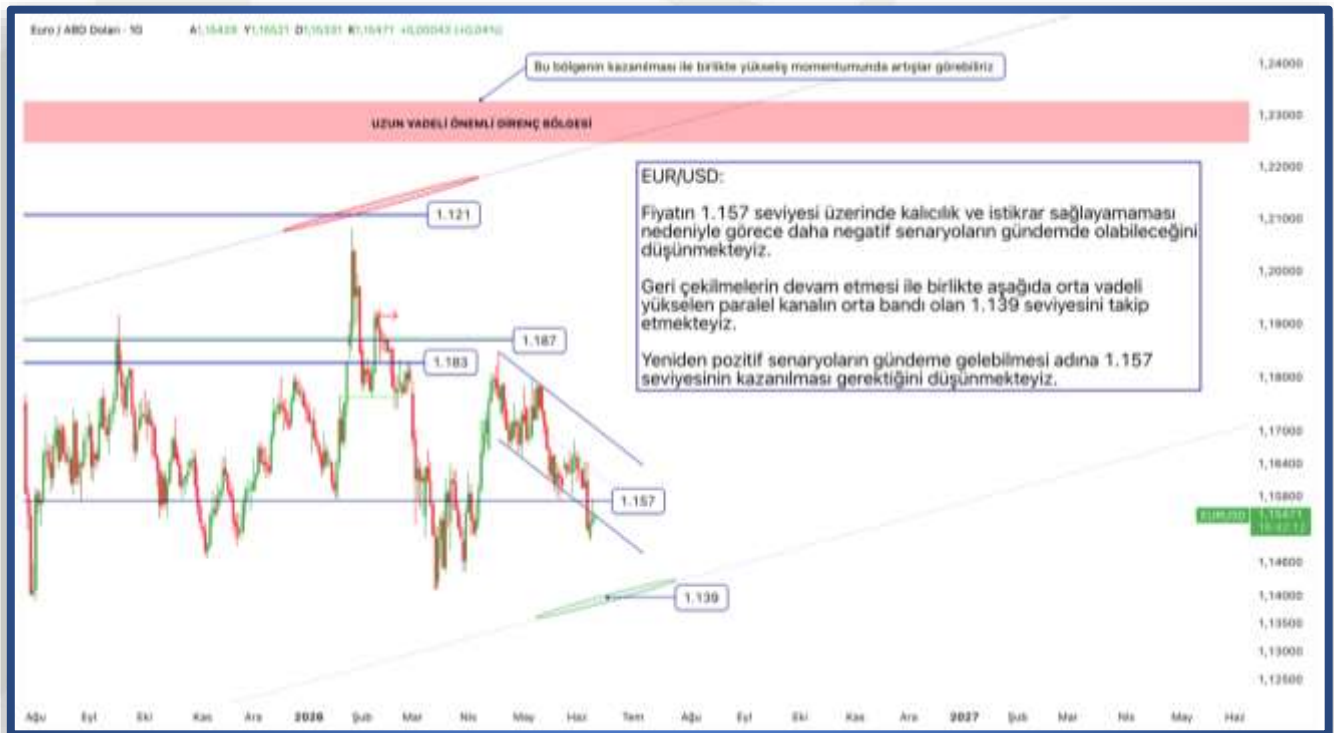 Euro / ABD Doları · 1G
Bu bölgenin kazanılması ile birlikte yükseliş momentumunda artışlar görebiliriz
UZUN VADELİ ÖNEMLİ DİRENÇ BÖLGESİ
EUR/USD:
Fiyatın 1.157 seviyesi üzerinde kalıcılık ve istikrar sağlayamaması
nedeniyle görece daha negatif senaryoların gündemde olabileceğini
düşünmekteyiz.
Geri çekilmelerin devam etmesi ile birlikte aşağıda orta vadeli
yükselen paralel kanalın orta bandı olan 1.139 seviyesini takip
etmekteyiz.
Yeniden pozitif senaryoların gündeme gelebilmesi adına 1.157
seviyesinin kazanılması gerektiğini düşünmekteyiz.
1.121
1.187
1.183
1.157
1.139
1,24000
1,23000
1,22000
1,21000
1,20000
1,19000
1,18000
1,17000
1,16400
1,15800
EURUSD 1,15471
1,14600
1,14000
1,13500
1,13000
1,12500
Ağu Eyl Eki Kas Ara 2026 Şub Mar Nis May Haz Tem Ağu Eyl Eki Kas Ara 2027 Şub Mar Nis May Haz